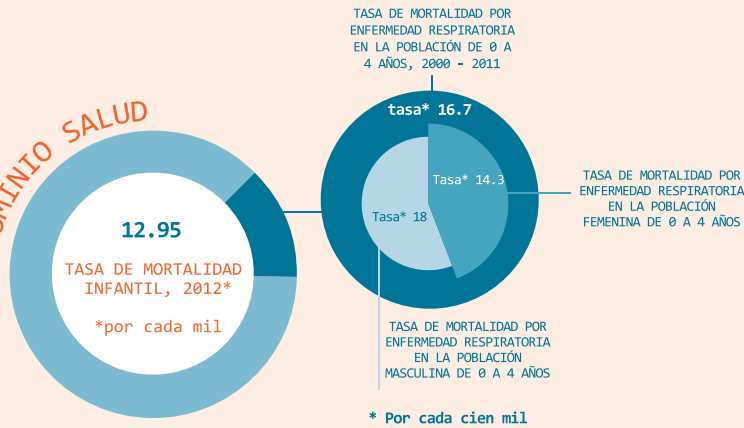 SALUD
12.95
TASA DE MORTALIDAD
INFANTIL, 2012*
*por cada mil
TASA DE MORTALIDAD POR
ENFERMEDAD RESPIRATORIA
EN LA POBLACIÓN DE 0 A
4 AÑOS, 2000 – 2011
tasa* 16.7
Tasa* 14.3
Tasa* 18
TASA DE MORTALIDAD POR
ENFERMEDAD RESPIRATORIA
EN LA POBLACIÓN
FEMENINA DE 0 A 4 AÑOS
TASA DE MORTALIDAD POR
ENFERMEDAD RESPIRATORIA
EN LA POBLACIÓN
MASCULINA DE 0 A 4 AÑOS
* Por cada cien mil